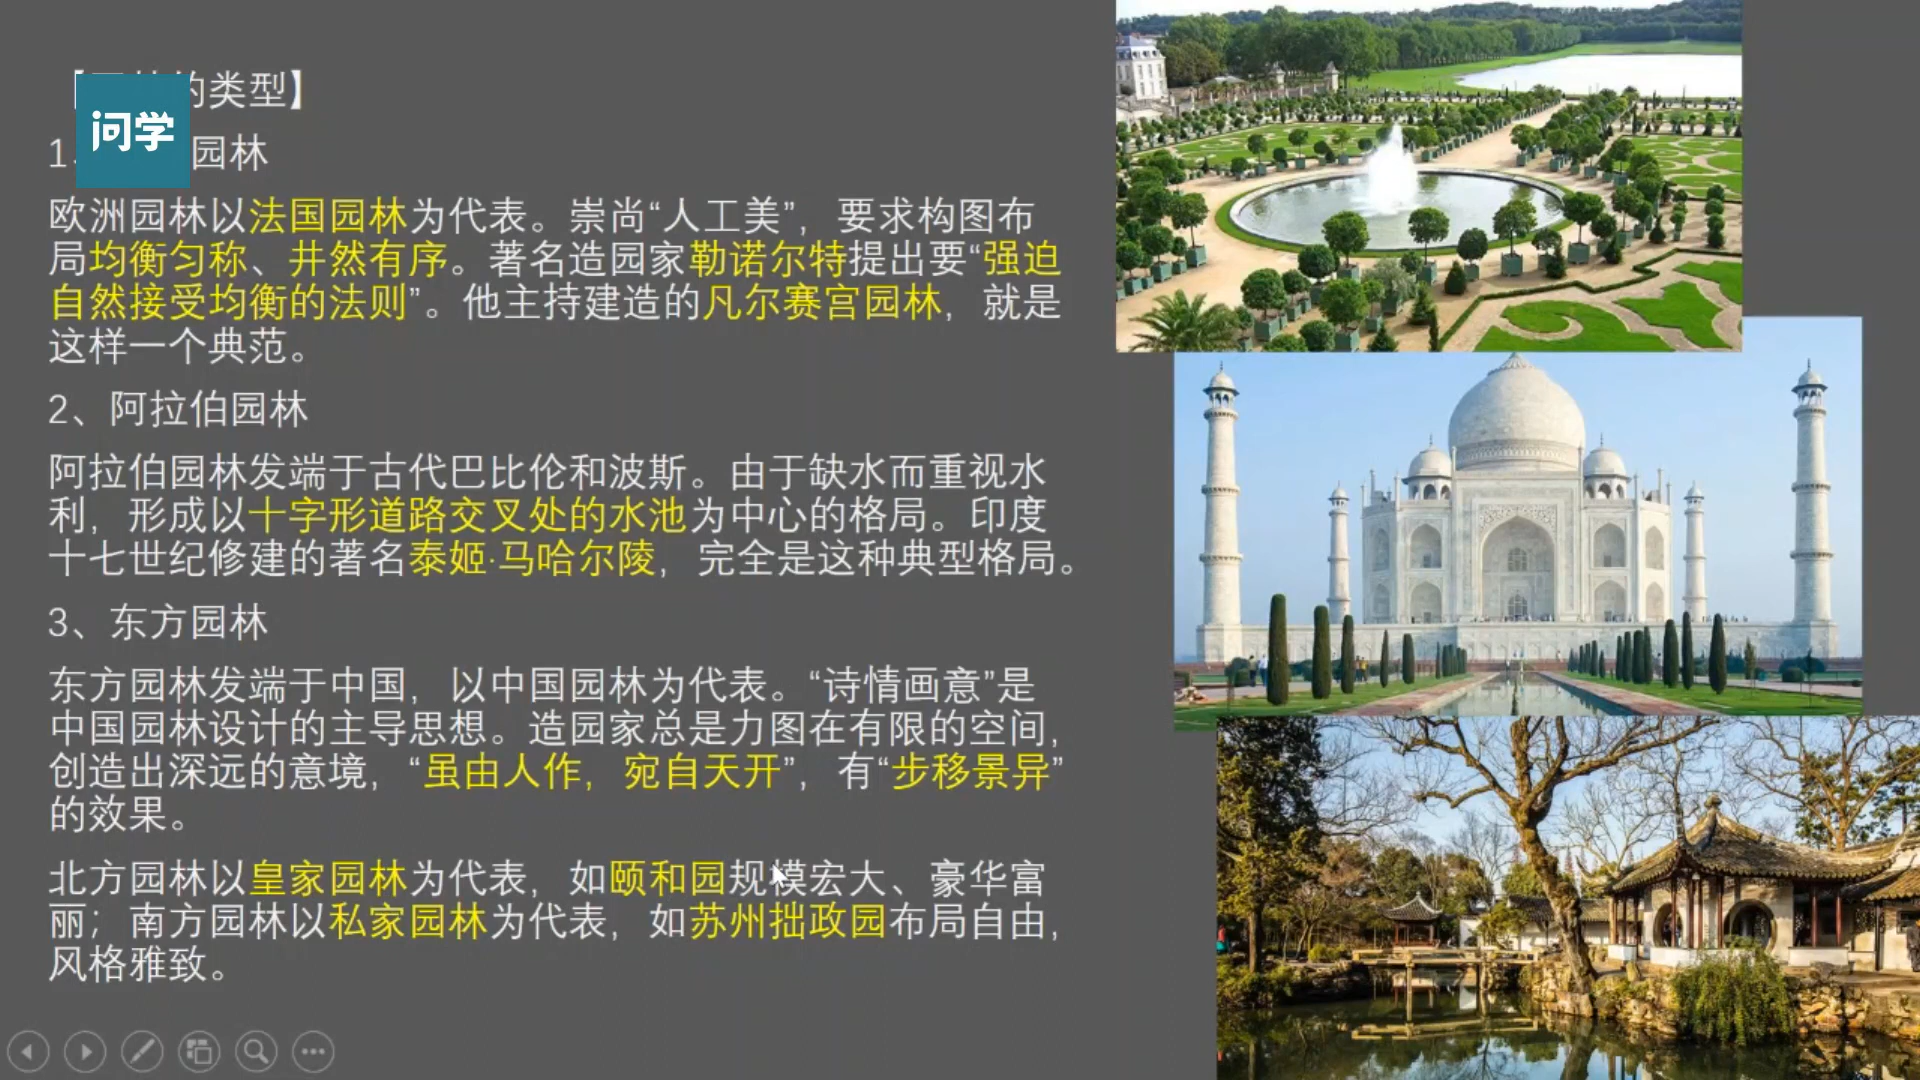 的类型】
问学
1、园林
欧洲园林以法国园林为代表。崇尚“人工美”，要求构图布
局均衡匀称、井然有序。著名造园家勒诺尔特提出要“强迫
自然接受均衡的法则”。他主持建造的凡尔赛宫园林，就是
这样一个典范。
2、阿拉伯园林
阿拉伯园林发端于古代巴比伦和波斯。由于缺水而重视水
利，形成以十字形道路交叉处的水池为中心的格局。印度
十七世纪修建的著名泰姬·马哈尔陵，完全是这种典型格局。
3、东方园林
东方园林发端于中国，以中国园林为代表。“诗情画意”是
中国园林设计的主导思想。造园家总是力图在有限的空间，
创造出深远的意境，“虽由人作，宛自天开”，有“步移景异”
的效果。
北方园林以皇家园林为代表，如颐和园规模宏大、豪华富
丽；南方园林以私家园林为代表，如苏州拙政园布局自由，
风格雅致。